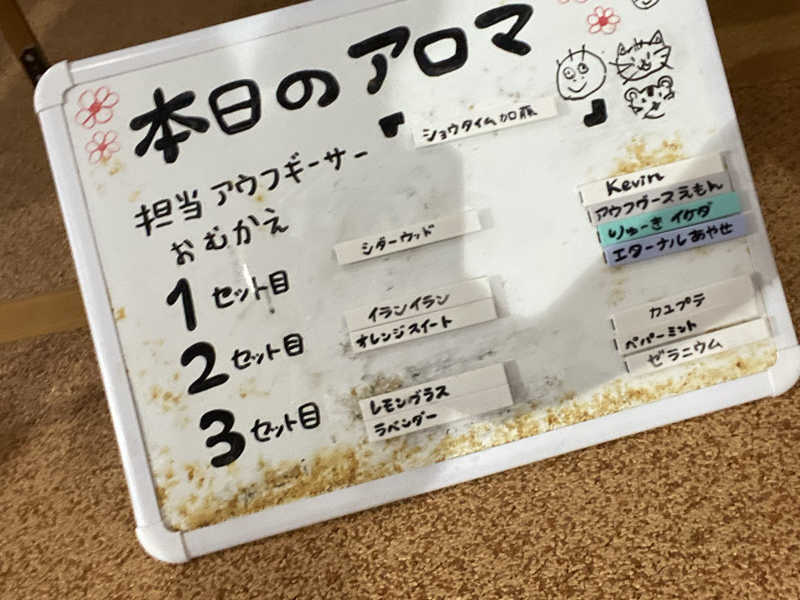 本日のアロマ
担当 アウフギーサー 「ショウタイム加藤」
おむかえ
1セット目 シダーウッド
2セット目 イランイラン
オレンジスイート
3セット目 レモングラス
ラベンダー
Kevin
アウフグースえもん
りゅーき イケダ
エターナルあやせ
カユプテ
ペパーミント
ゼラニウム